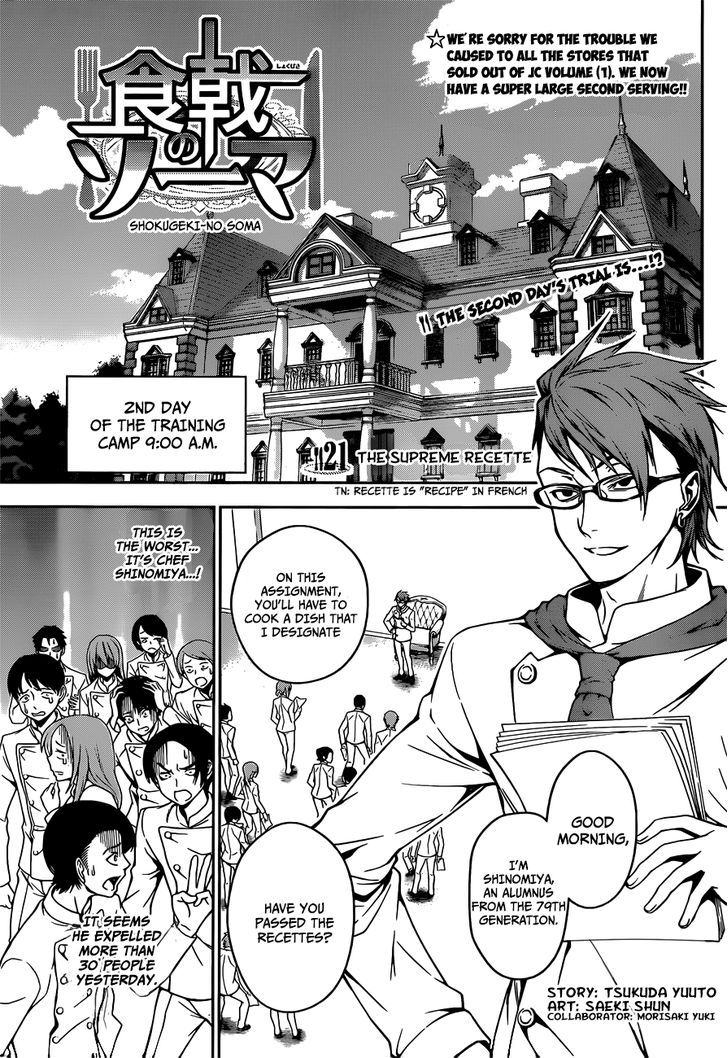 ☆WE'RE SORRY FOR THE TROUBLE WE
CAUSED TO ALL THE STORES THAT
SOLD OUT OF JC VOLUME (1). WE NOW
HAVE A SUPER LARGE SECOND SERVING!!
しょくげき
食戟の
ソーマ
SHOKUGEKI-NO SOMA
THE SECOND DAY'S TRIAL IS...!?
2ND DAY
OF THE TRAINING
CAMP 9:00 A.M.
#21 THE SUPREME RECETTE
TN: RECETTE IS "RECIPE" IN FRENCH
GOOD
MORNING,
I'M
SHINOMIYA,
AN ALUMNUS
FROM THE 79TH
GENERATION.
HAVE YOU
PASSED THE
RECETTES?
ON THIS
ASSIGNMENT,
YOU'LL HAVE TO
COOK A DISH THAT
I DESIGNATE
THIS IS
THE WORST...
IT'S CHEF
SHINOMIYA...!
IT SEEMS
HE EXPELLED
MORE THAN
30 PEOPLE
YESTERDAY.
STORY: TSUKUDA YUUTO
ART: SAEKI SHUN
COLLABORATOR: MORISAKI YUKI